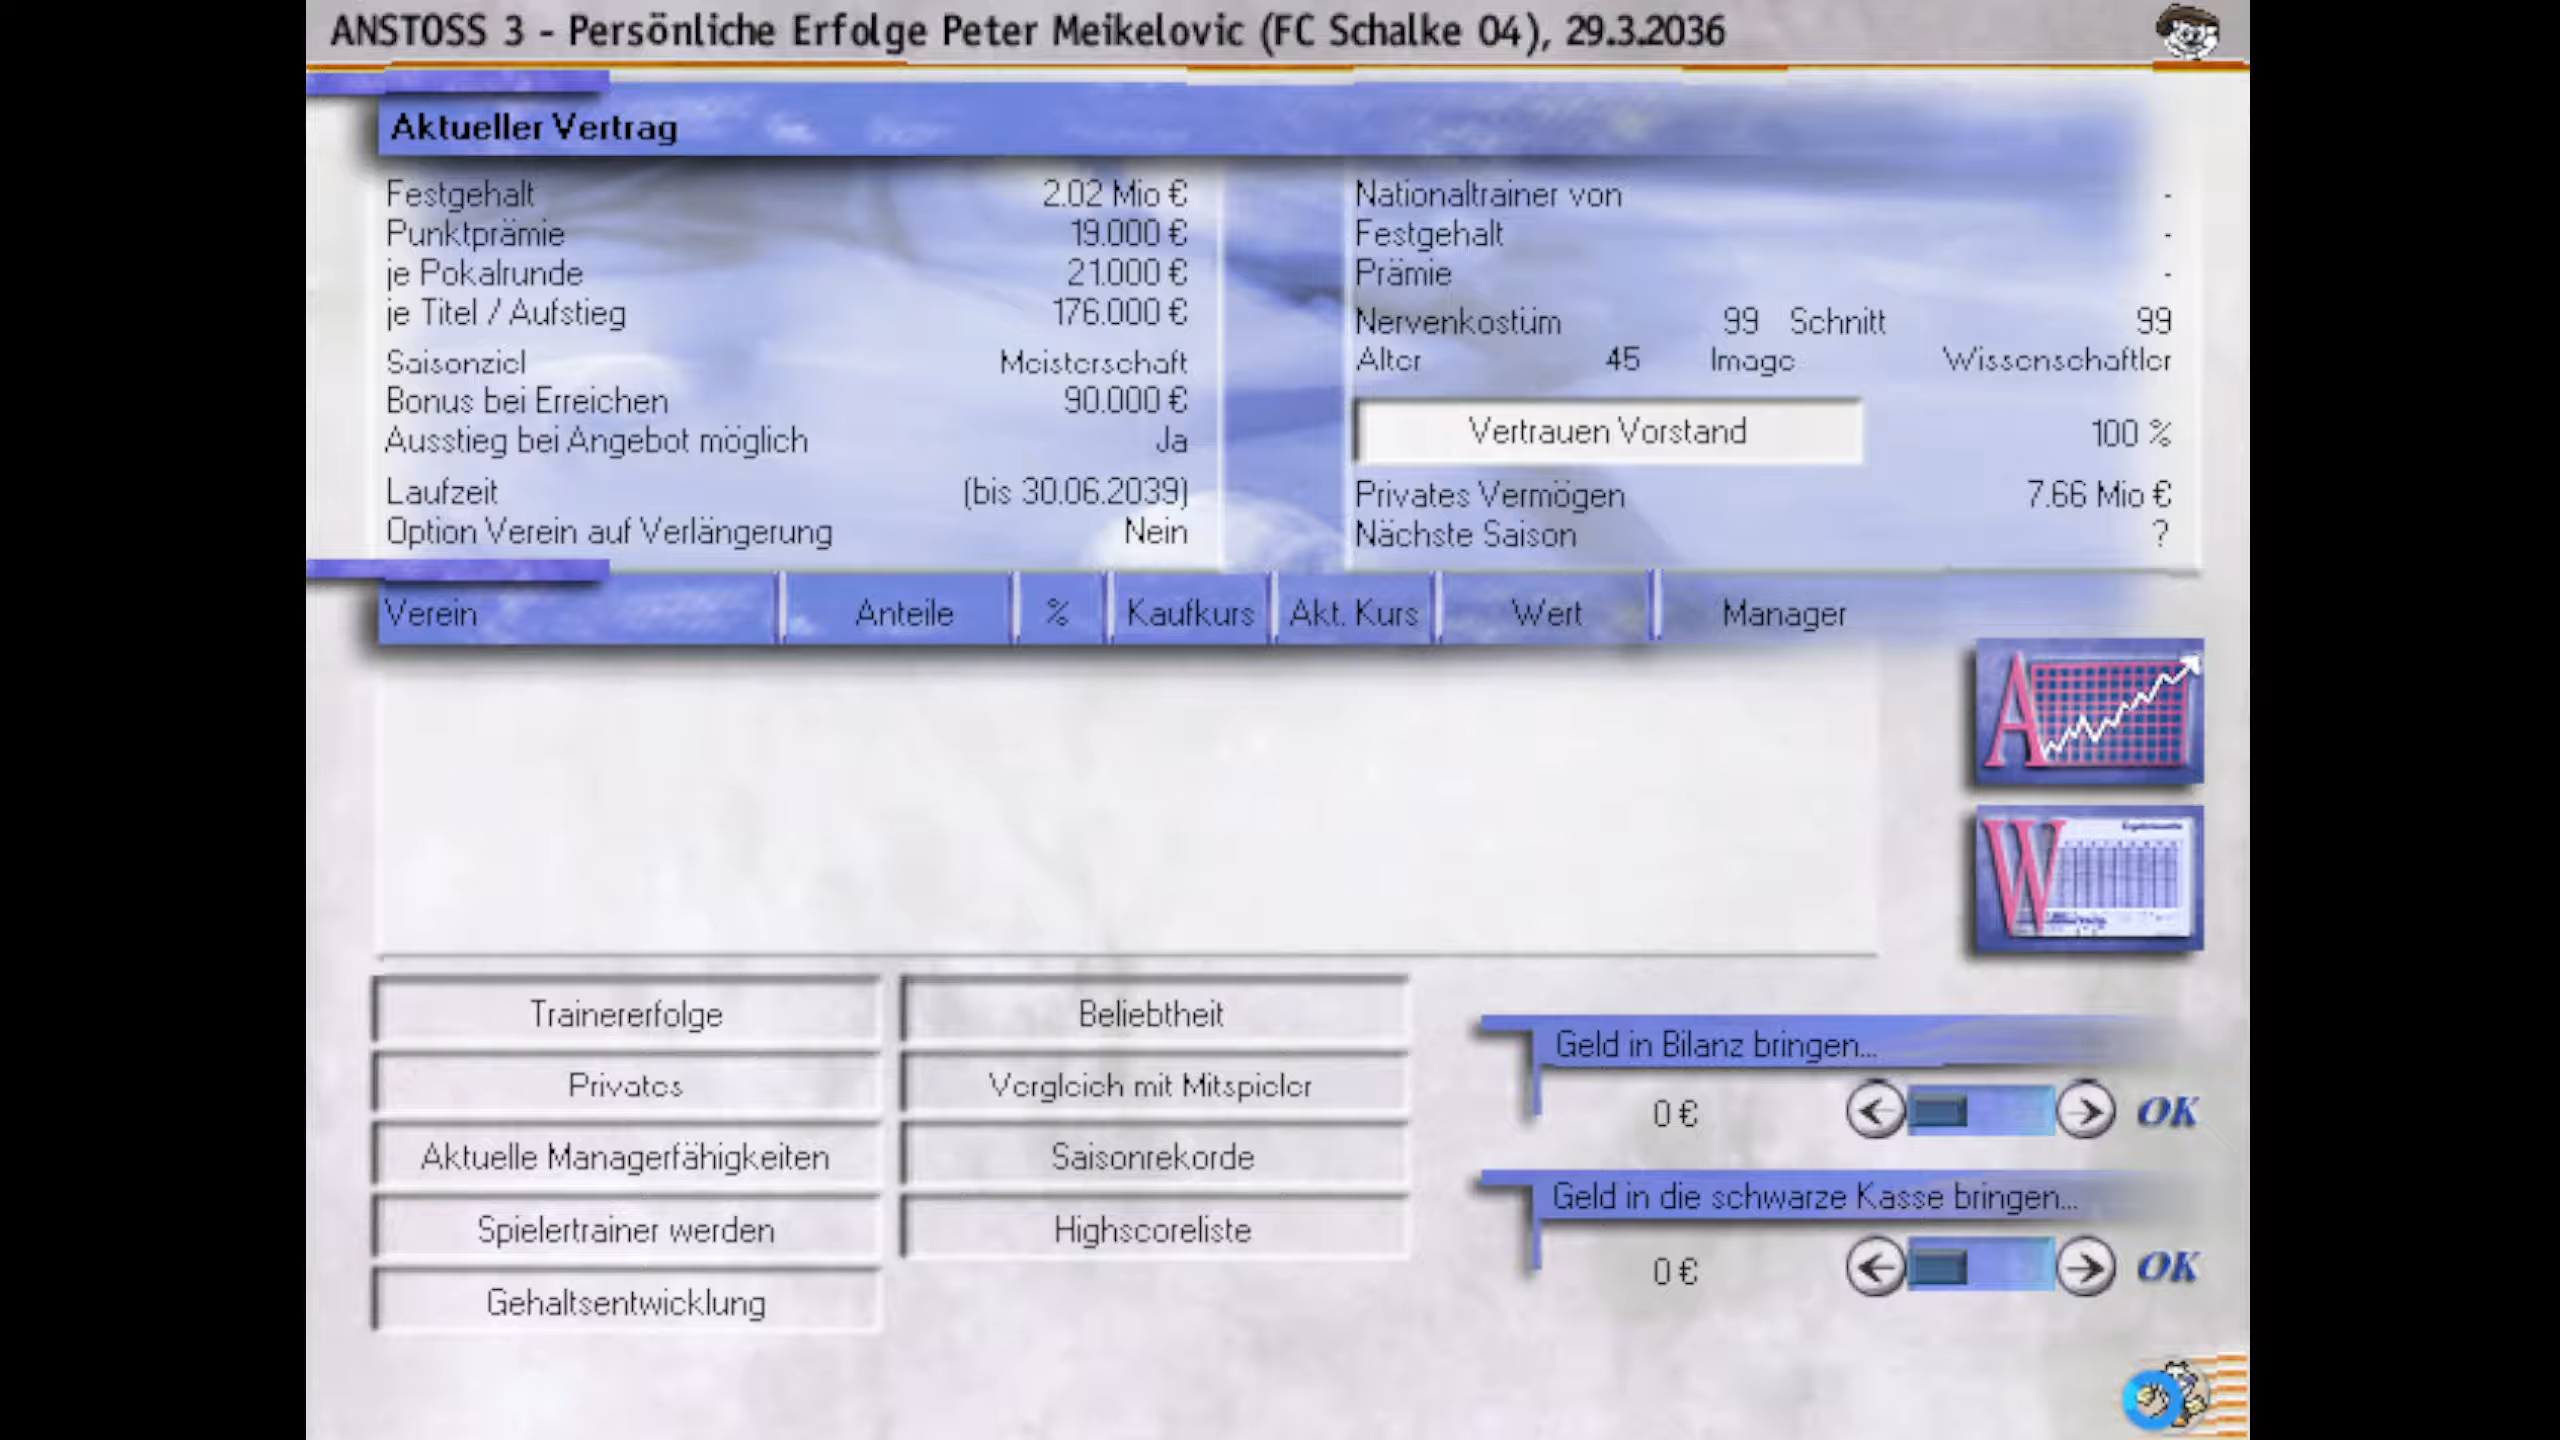 ANSTOSS 3 - Persönliche Erfolge Peter Meikelovic (FC Schalke 04), 29.3.2036
Aktueller Vertrag
Festgehalt 2.02 Mio €
Punktprämie 19.000 €
je Pokalrunde 21.000 €
je Titel / Aufstieg 176.000 €
Saisonziel Meisterschaft
Bonus bei Erreichen 90.000 €
Ausstieg bei Angebot möglich Ja
Laufzeit (bis 30.06.2039)
Option Verein auf Verlängerung Nein
Nationaltrainer von -
Festgehalt -
Prämie -
Nervenkostüm 99 Schnitt 99
Alter 45 Image Wissenschaftler
Vertrauen Vorstand 100 %
Privates Vermögen 7.66 Mio €
Nächste Saison ?
Verein Anteile % Kaufkurs Akt. Kurs Wert Manager
A
W
Trainererfolge
Beliebtheit
Privates
Vergleich mit Mitspieler
Aktuelle Managerfähigkeiten
Saisonrekorde
Spielertrainer werden
Highscoreliste
Gehaltsentwicklung
Geld in Bilanz bringen...
0 € OK
Geld in die schwarze Kasse bringen...
0 € OK